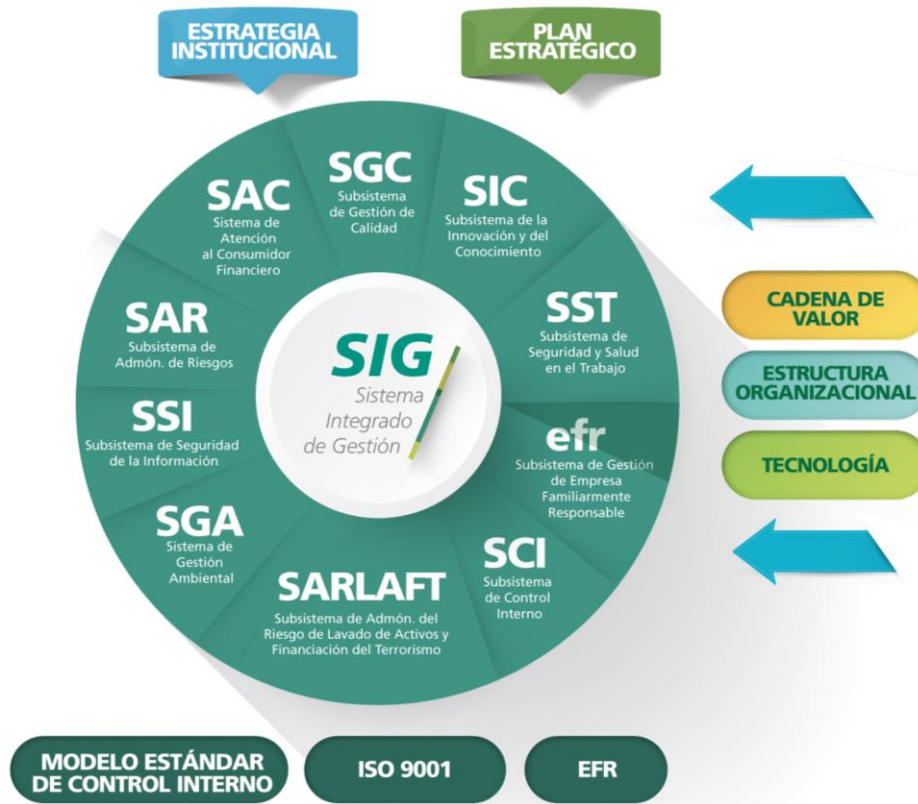 ESTRATEGIA
INSTITUCIONAL
PLAN
ESTRATÉGICO
SGC
Subsistema
de Gestión de
Calidad
SIC
Subsistema de la
Innovación y del
Conocimiento
SST
Subsistema de
Seguridad y Salud
en el Trabajo
efr
Subsistema de Gestión
de Empresa
Familiarmente
Responsable
SCI
Subsistema
de Control
Interno
SARLAFT
Subsistema de Admón. del
Riesgo de Lavado de Activos y
Financiación del Terrorismo
SGA
Sistema de
Gestión
Ambiental
SSI
Subsistema de Seguridad
de la Información
SAR
Subsistema de
Admón. de Riesgos
SAC
Sistema de
Atención
al Consumidor
Financiero
SIG
Sistema
Integrado
de Gestión
CADENA DE
VALOR
ESTRUCTURA
ORGANIZACIONAL
TECNOLOGÍA
MODELO ESTÁNDAR
DE CONTROL INTERNO
ISO 9001
EFR